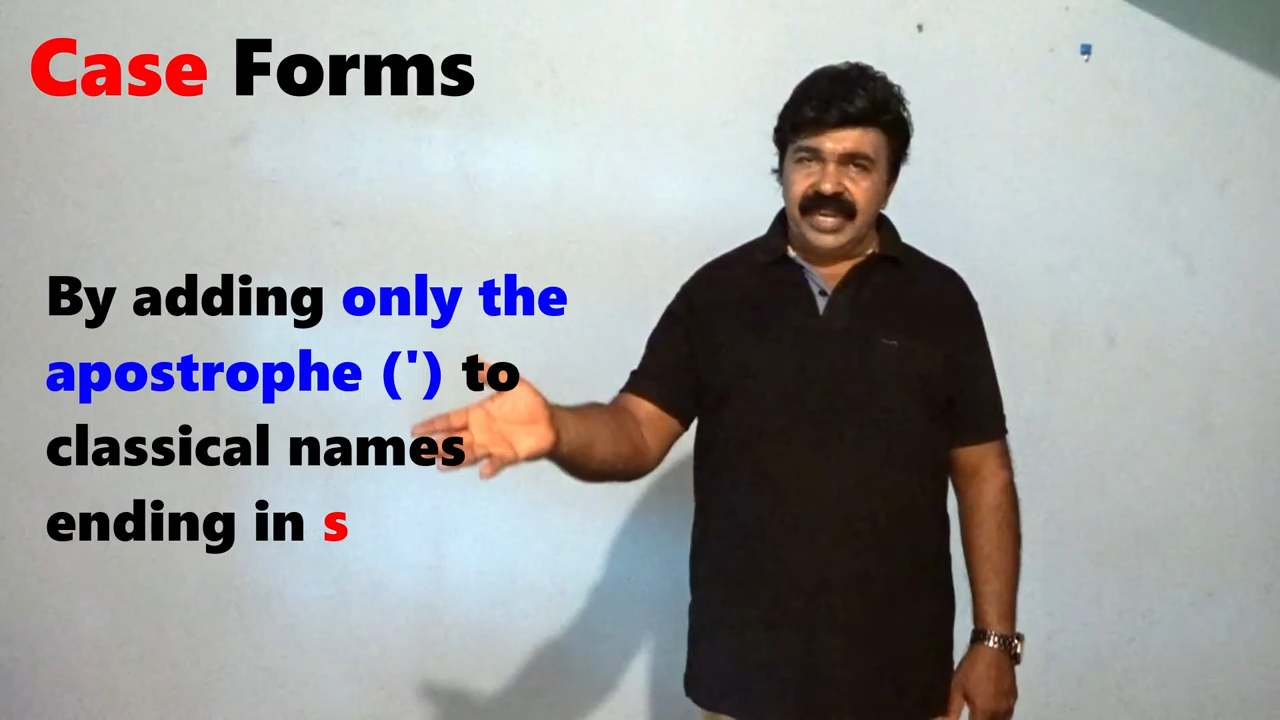 Case Forms
By adding only the
apostrophe (') to
classical names
ending in s